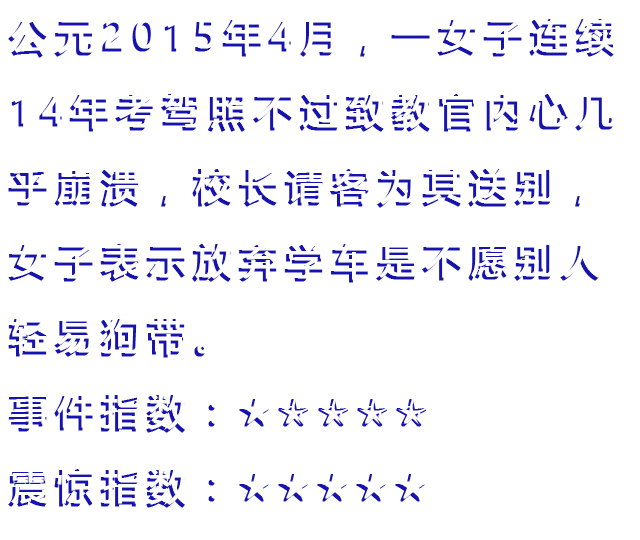 公元2015年4月，一女子连续
14年考驾照不过致教官内心几
乎崩溃，校长请客为其送别，
女子表示放弃学车是不愿别人
轻易狗带。
事件指数：★☆☆☆☆
震惊指数：★★★★★